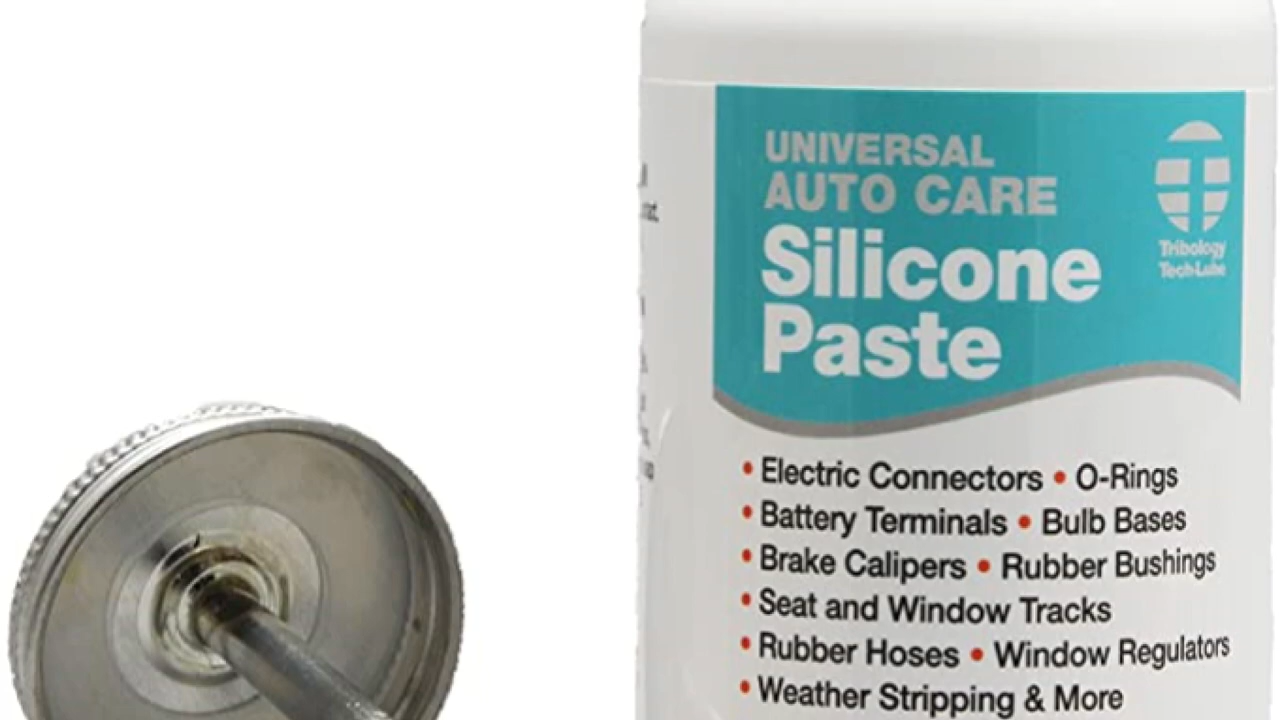 UNIVERSAL
AUTO CARE
Silicone
Paste
Tribology
Tech-Lube
• Electric Connectors • O-Rings
• Battery Terminals • Bulb Bases
• Brake Calipers • Rubber Bushings
• Seat and Window Tracks
• Rubber Hoses • Window Regulators
• Weather Stripping & More